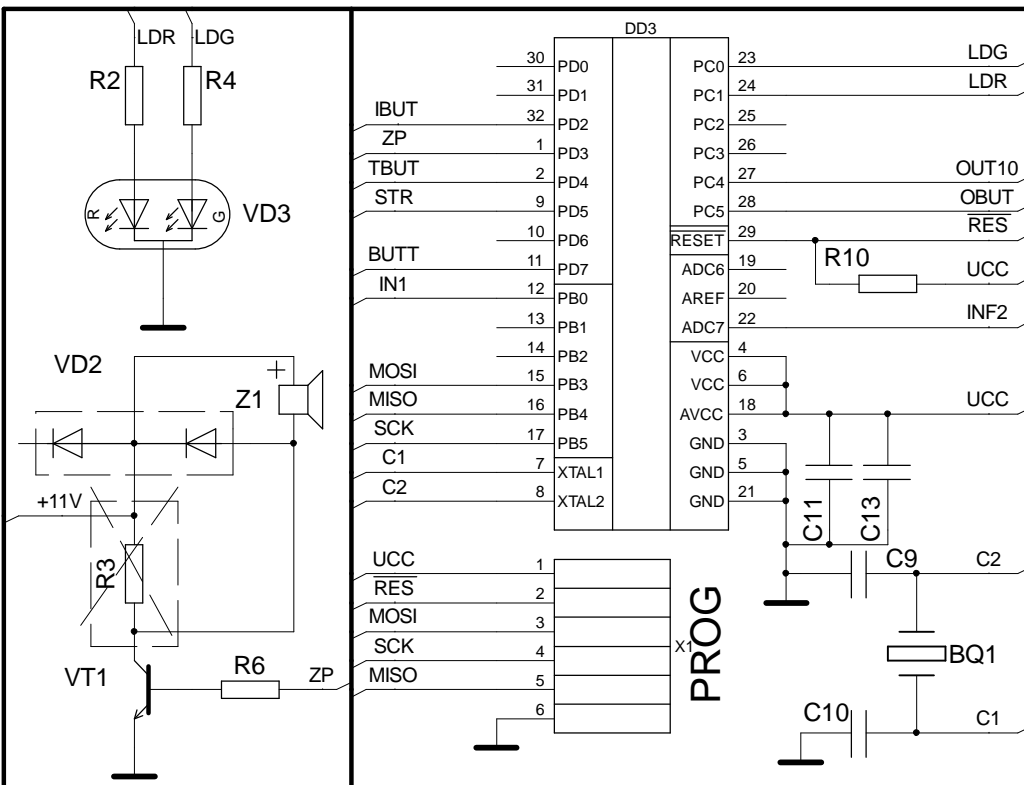 LDR LDG
R2 R4
R G VD3
VD2
+
Z1
+11V
R3
VT1
R6 ZP
DD3
30 PD0 PC0 23 LDG
31 PD1 PC1 24 LDR
IBUT 32 PD2 PC2 25
ZP 1 PD3 PC3 26
TBUT 2 PD4 PC4 27 OUT10
STR 9 PD5 PC5 28 OBUT
10 PD6 RESET 29 RES
BUTT 11 PD7 ADC6 19 R10 UCC
IN1 12 PB0 AREF 20
13 PB1 ADC7 22 INF2
14 PB2 VCC 4
MOSI 15 PB3 VCC 6
MISO 16 PB4 AVCC 18 UCC
SCK 17 PB5 GND 3
C1 7 XTAL1 GND 5
C2 8 XTAL2 GND 21
C11 C13
UCC 1
RES 2
MOSI 3
SCK 4
MISO 5
6
X1
PROG
C9 C2
BQ1
C10 C1